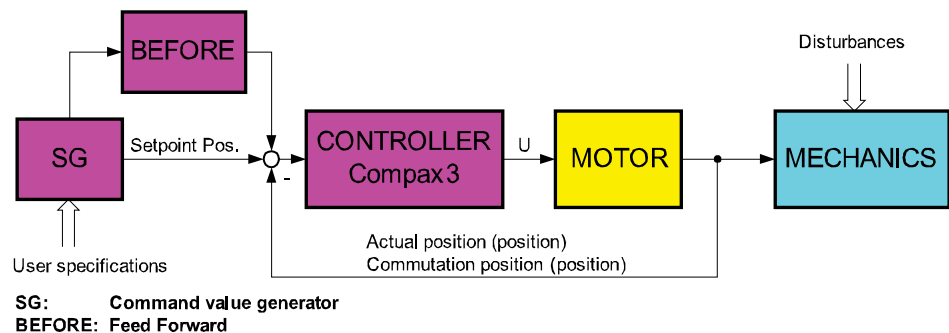 BEFORE
Disturbances
SG
Setpoint Pos.
-
CONTROLLER
Compax3
U
MOTOR
MECHANICS
Actual position (position)
Commutation position (position)
User specifications
SG: Command value generator
BEFORE: Feed Forward